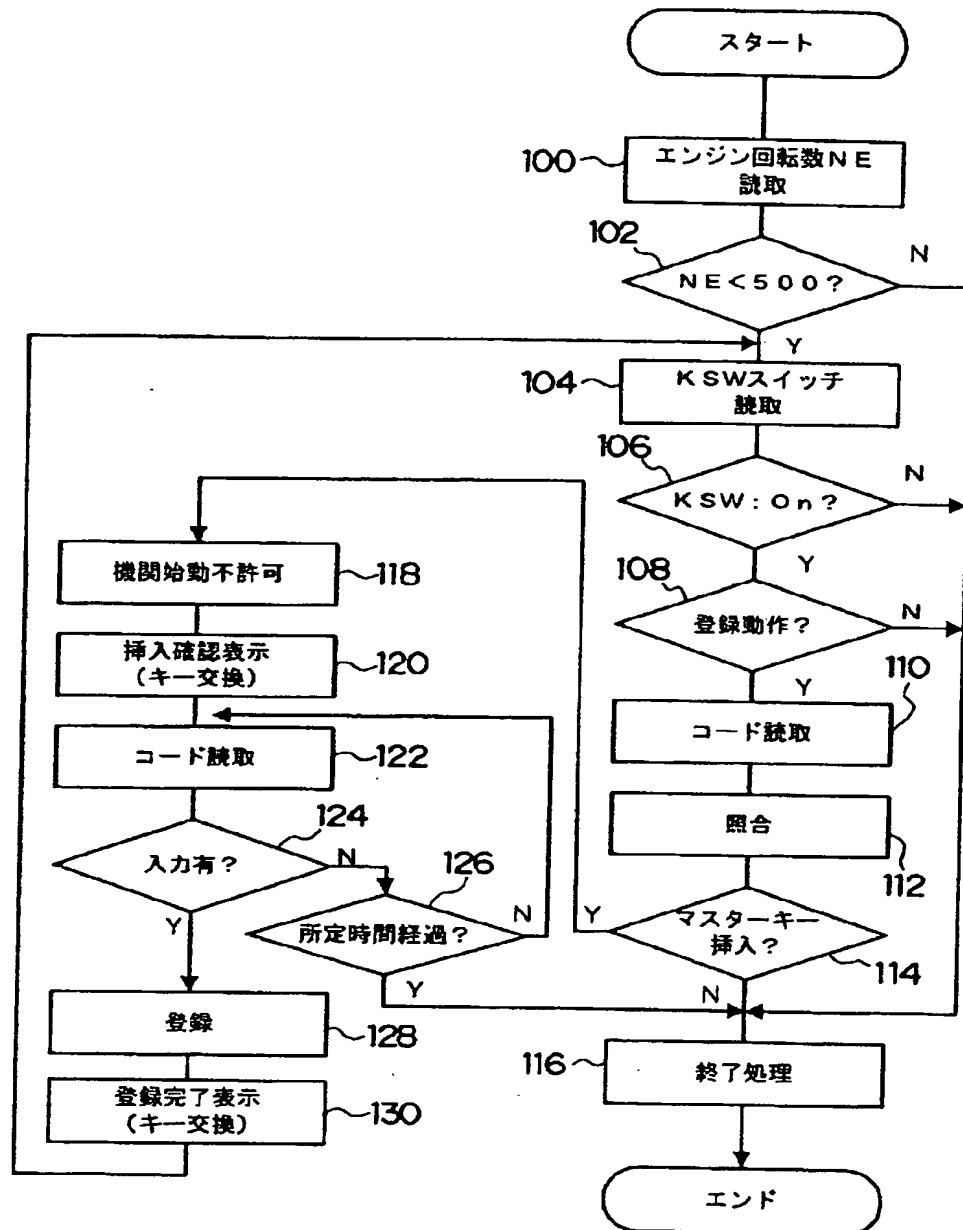 スタート
100
エンジン回転数NE
読取
102
NE<500?
N
Y
104
KSWスイッチ
読取
106
KSW:On?
N
Y
108
登録動作?
N
Y
110
コード読取
照合
112
マスターキー
挿入?
Y
114
N
116
終了処理
エンド
機関始動不許可
118
挿入確認表示
(キー交換)
120
コード読取
122
124
入力有?
N
Y
126
所定時間経過?
N
Y
登録
128
登録完了表示
(キー交換)
130